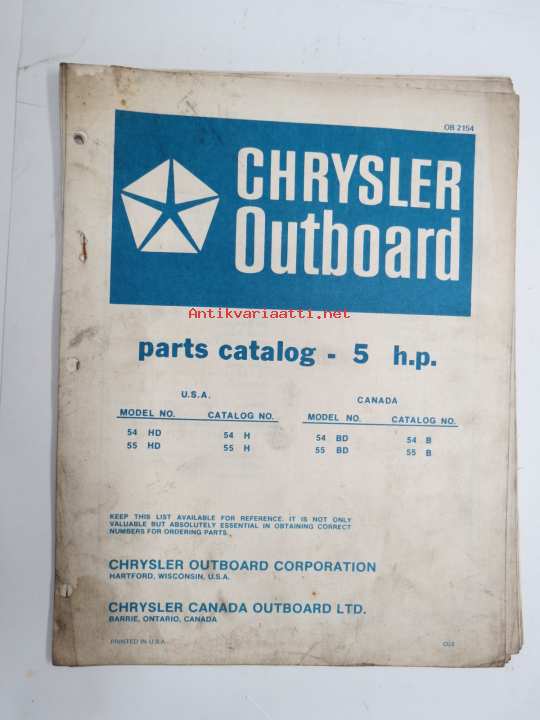 OB 2154
CHRYSLER
Outboard
Antikvariaatti.net
parts catalog - 5 h.p.
U.S.A.
CANADA
MODEL NO. CATALOG NO. MODEL NO. CATALOG NO.
54 HD 54 H 54 BD 54 B
55 HD 55 H 55 BD 55 B
KEEP THIS LIST AVAILABLE FOR REFERENCE. IT IS NOT ONLY
VALUABLE BUT ABSOLUTELY ESSENTIAL IN OBTAINING CORRECT
NUMBERS FOR ORDERING PARTS.
CHRYSLER OUTBOARD CORPORATION
HARTFORD, WISCONSIN, U.S.A.
CHRYSLER CANADA OUTBOARD LTD.
BARRIE, ONTARIO, CANADA
PRINTED IN U.S.A.